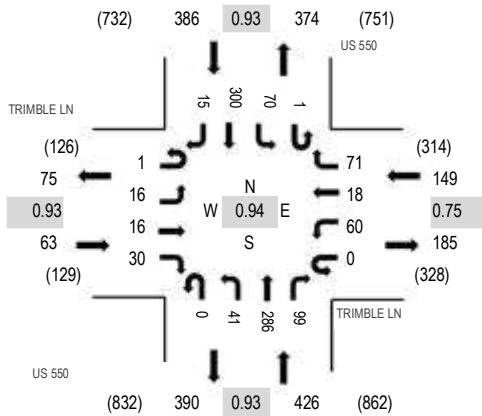 (732) 386 0.93 374 (751)
US 550
15 300 70 1
TRIMBLE LN
(126) (314)
1 71
75 149
16 18
N
0.93 W 0.94 E 0.75
16 60
S
63 185
30 0
(129) (328)
0 41 286 99
TRIMBLE LN
US 550
(832) 390 0.93 426 (862)